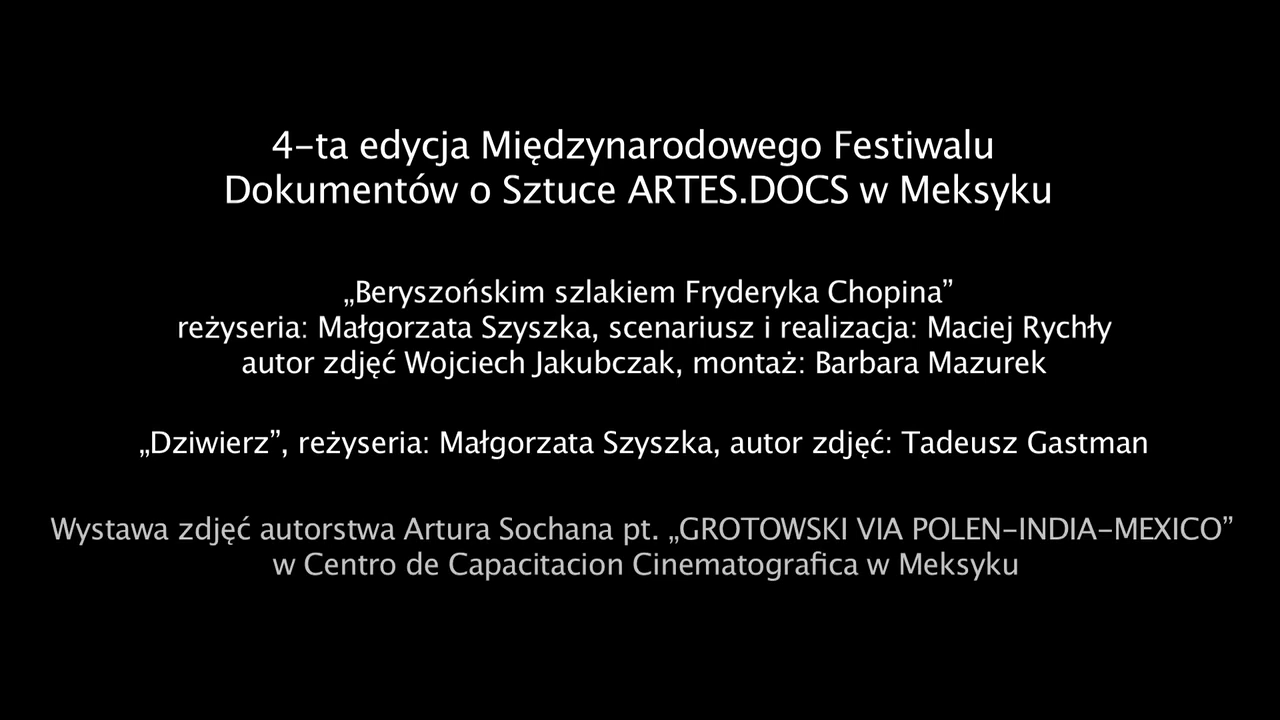 4-ta edycja Międzynarodowego Festiwalu
Dokumentów o Sztuce ARTES.DOCS w Meksyku
„Beryszońskim szlakiem Fryderyka Chopina”
reżyseria: Małgorzata Szyszka, scenariusz i realizacja: Maciej Rychły
autor zdjęć Wojciech Jakubczak, montaż: Barbara Mazurek
„Dziwierz”, reżyseria: Małgorzata Szyszka, autor zdjęć: Tadeusz Gastman
Wystawa zdjęć autorstwa Artura Sochana pt. „GROTOWSKI VIA POLEN-INDIA-MEXICO”
w Centro de Capacitacion Cinematografica w Meksyku